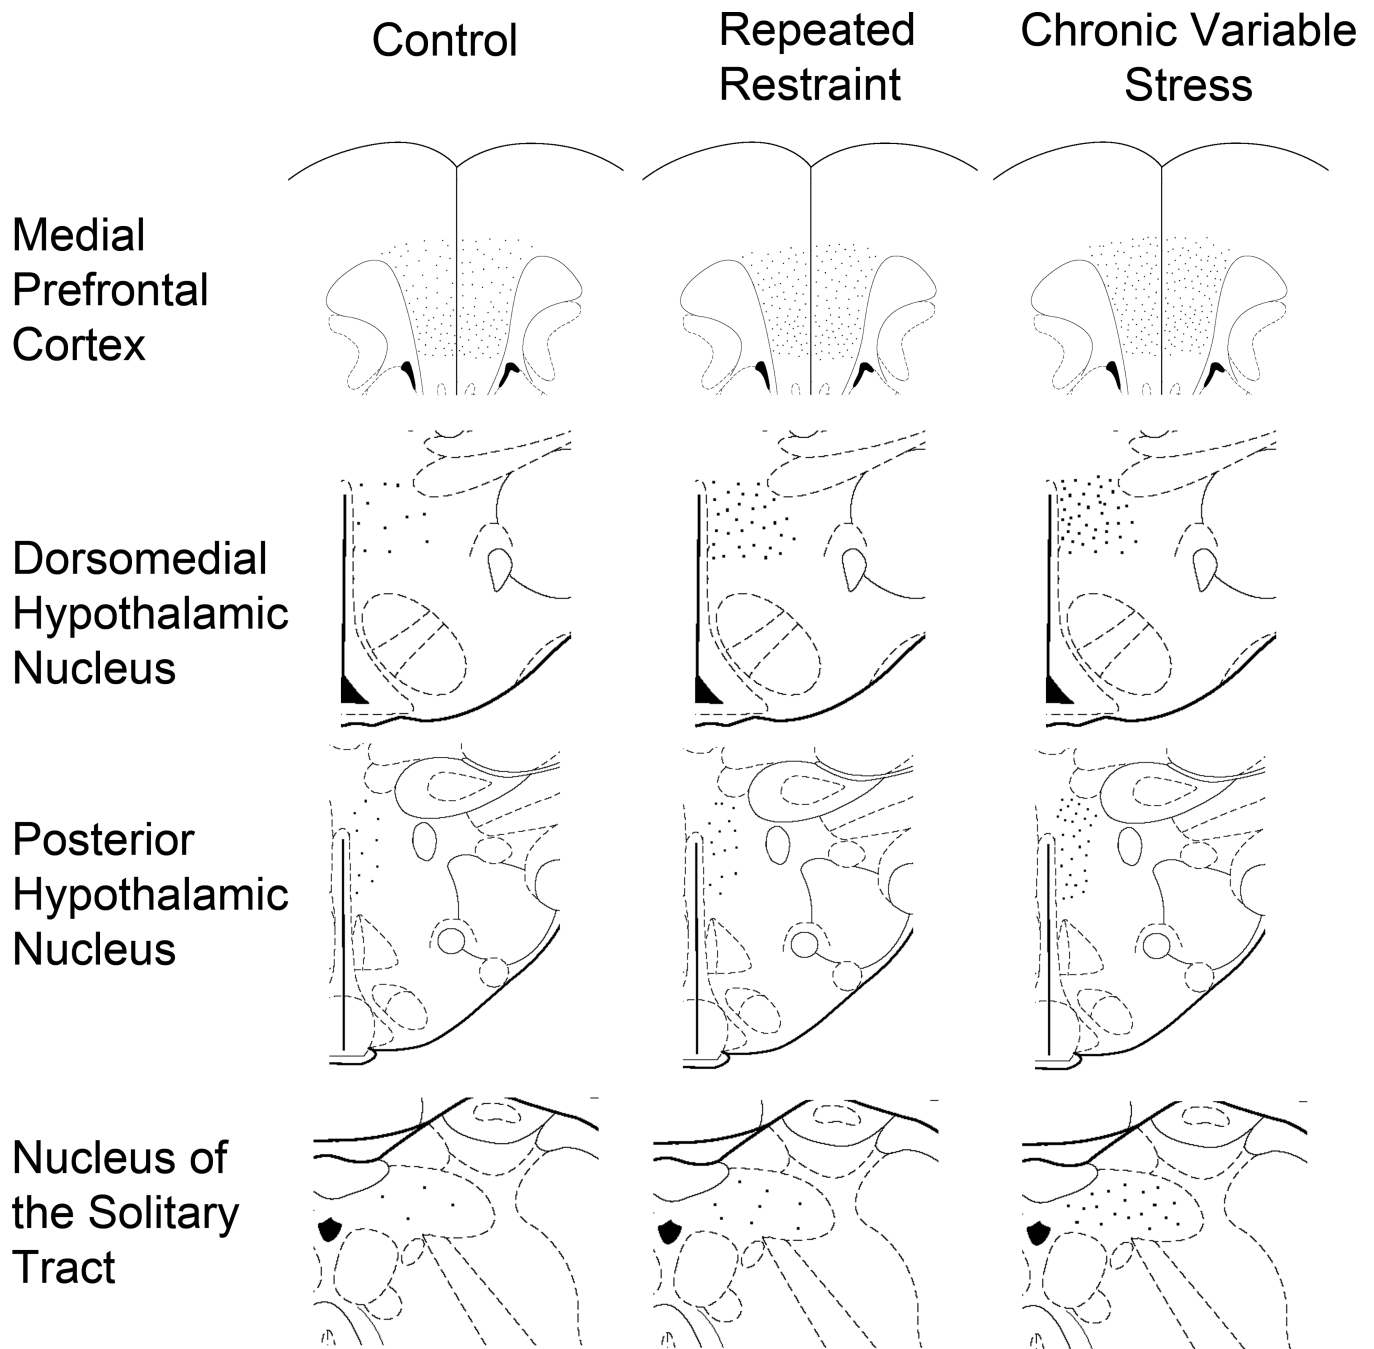 Control
Repeated
Restraint
Chronic Variable
Stress
Medial
Prefrontal
Cortex
Dorsomedial
Hypothalamic
Nucleus
Posterior
Hypothalamic
Nucleus
Nucleus of
the Solitary
Tract